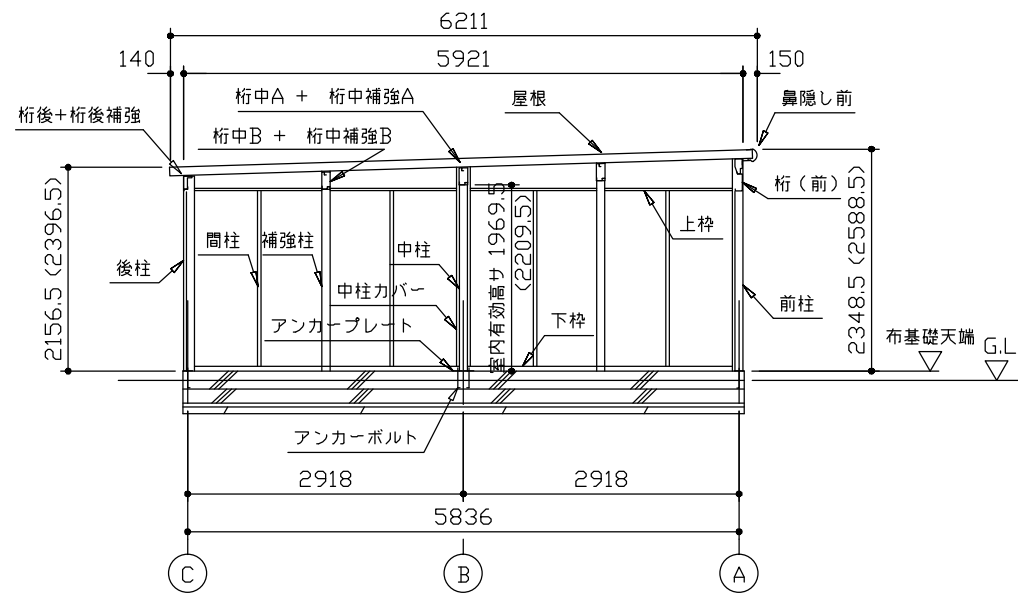 6211
140
5921
150
桁中A + 桁中補強A
屋根
鼻隠し前
桁後+桁後補強
桁中B + 桁中補強B
桁(前)
上枠
間柱
補強柱
中柱
後柱
中柱カバー
アンカープレート
下枠
前柱
2156.5 (2396.5)
室内有効高サ 1969.5
(2209.5)
2348.5 (2588.5)
布基礎天端
G.L
アンカーボルト
2918
2918
5836
C
B
A